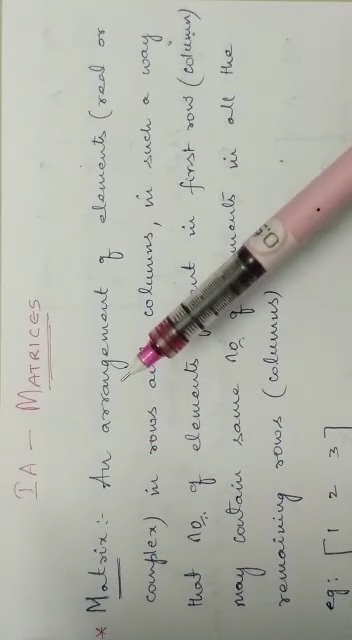 IA - MATRICES
* Matrix :- An arrangement of elements (real or
complex) in rows columns, in such a way
that no. of elements in first row (column)
may contain same no. in all the
remaining rows (columns)
eg: [ 1 2 3 ]
0.5